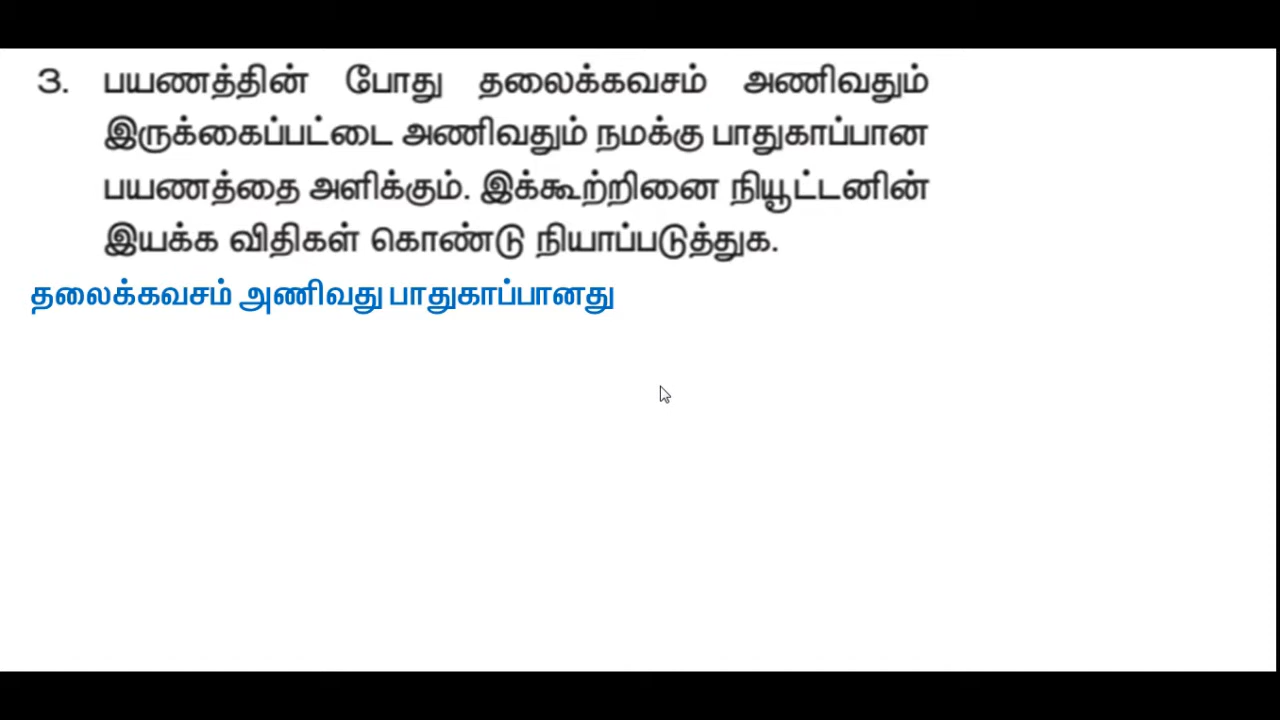 3. பயணத்தின் போது தலைக்கவசம் அணிவதும்
இருக்கைப்பட்டை அணிவதும் நமக்கு பாதுகாப்பான
பயணத்தை அளிக்கும். இக்கூற்றினை நியூட்டனின்
இயக்க விதிகள் கொண்டு நியாப்படுத்துக.
தலைக்கவசம் அணிவது பாதுகாப்பானது